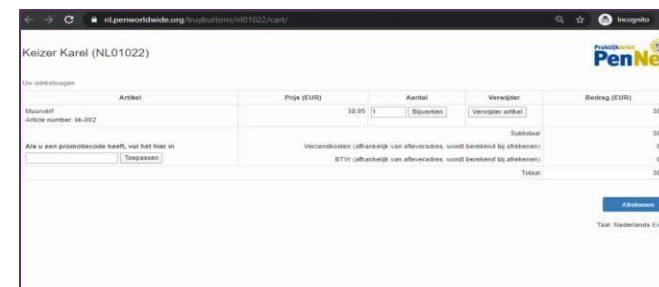 nl.penworldwide.org/buybuttons/nl01022/cart/
Incognito
Keizer Karel (NL01022)
Praktijkleren
PenNe
Uw winkelwagen
Artikel Prijs (EUR) Aantal Verwijder Bedrag (EUR)
Muurverf 38.95 1 Bijwerken Verwijder artikel
Article number: kk-002
Subtotaal
Als u een promotiecode heeft, vul het hier in
Verzendkosten (afhankelijk van afleveradres, wordt berekend bij afrekenen)
Toepassen
BTW (afhankelijk van afleveradres, wordt berekend bij afrekenen)
Totaal
Afrekenen
Taal: Nederlands